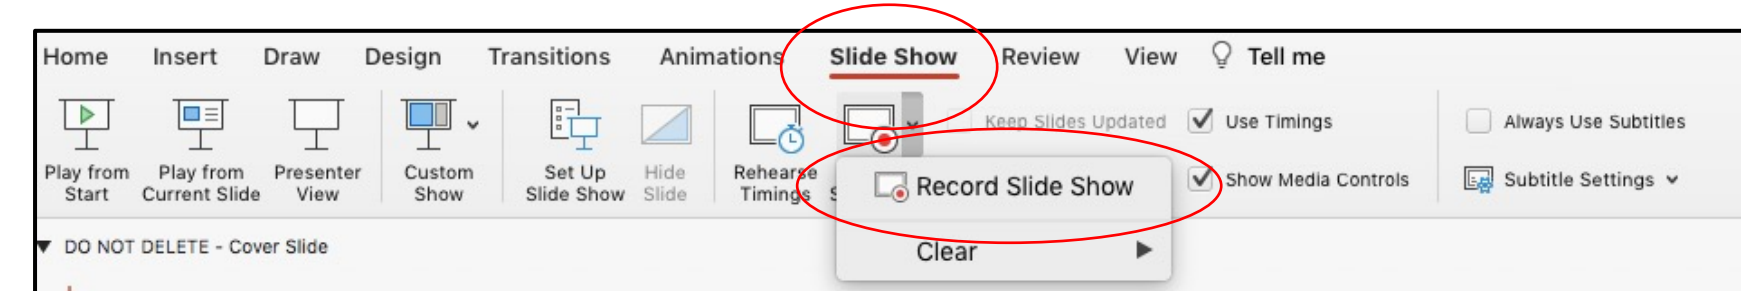 Home Insert Draw Design Transitions Animations Slide Show Review View Tell me
Keep Slides Updated Use Timings Always Use Subtitles
Play from Start
Play from Current Slide
Presenter View
Custom Show
Set Up Slide Show
Hide Slide
Rehearse Timings
Record Slide Show
Clear
Show Media Controls
Subtitle Settings
DO NOT DELETE - Cover Slide